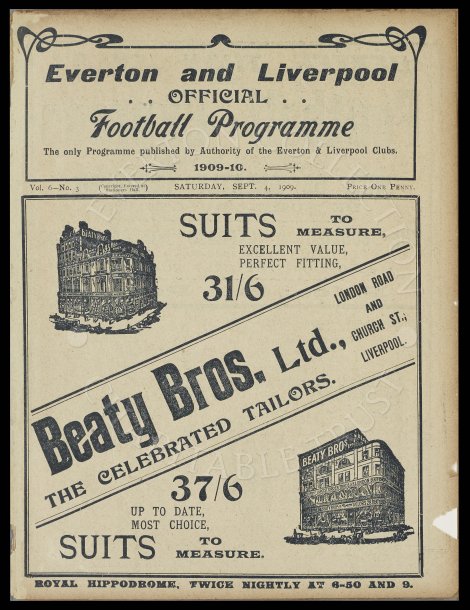 Everton and Liverpool
. . OFFICIAL . .
Football Programme
The only Programme published by Authority of the Everton & Liverpool Clubs.
1909-10.
Vol. 6—No. 3
SATURDAY, SEPT. 4, 1909.
PRICE ONE PENNY.
SUITS TO MEASURE,
EXCELLENT VALUE,
PERFECT FITTING,
31/6
BEATY BROS
LONDON ROAD
AND
CHURCH ST.,
LIVERPOOL.
Beaty Bros. Ltd.,
THE CELEBRATED TAILORS.
37/6
UP TO DATE,
MOST CHOICE,
SUITS TO MEASURE.
BEATY BROS
ROYAL HIPPODROME, TWICE NIGHTLY AT 6-50 AND 9.